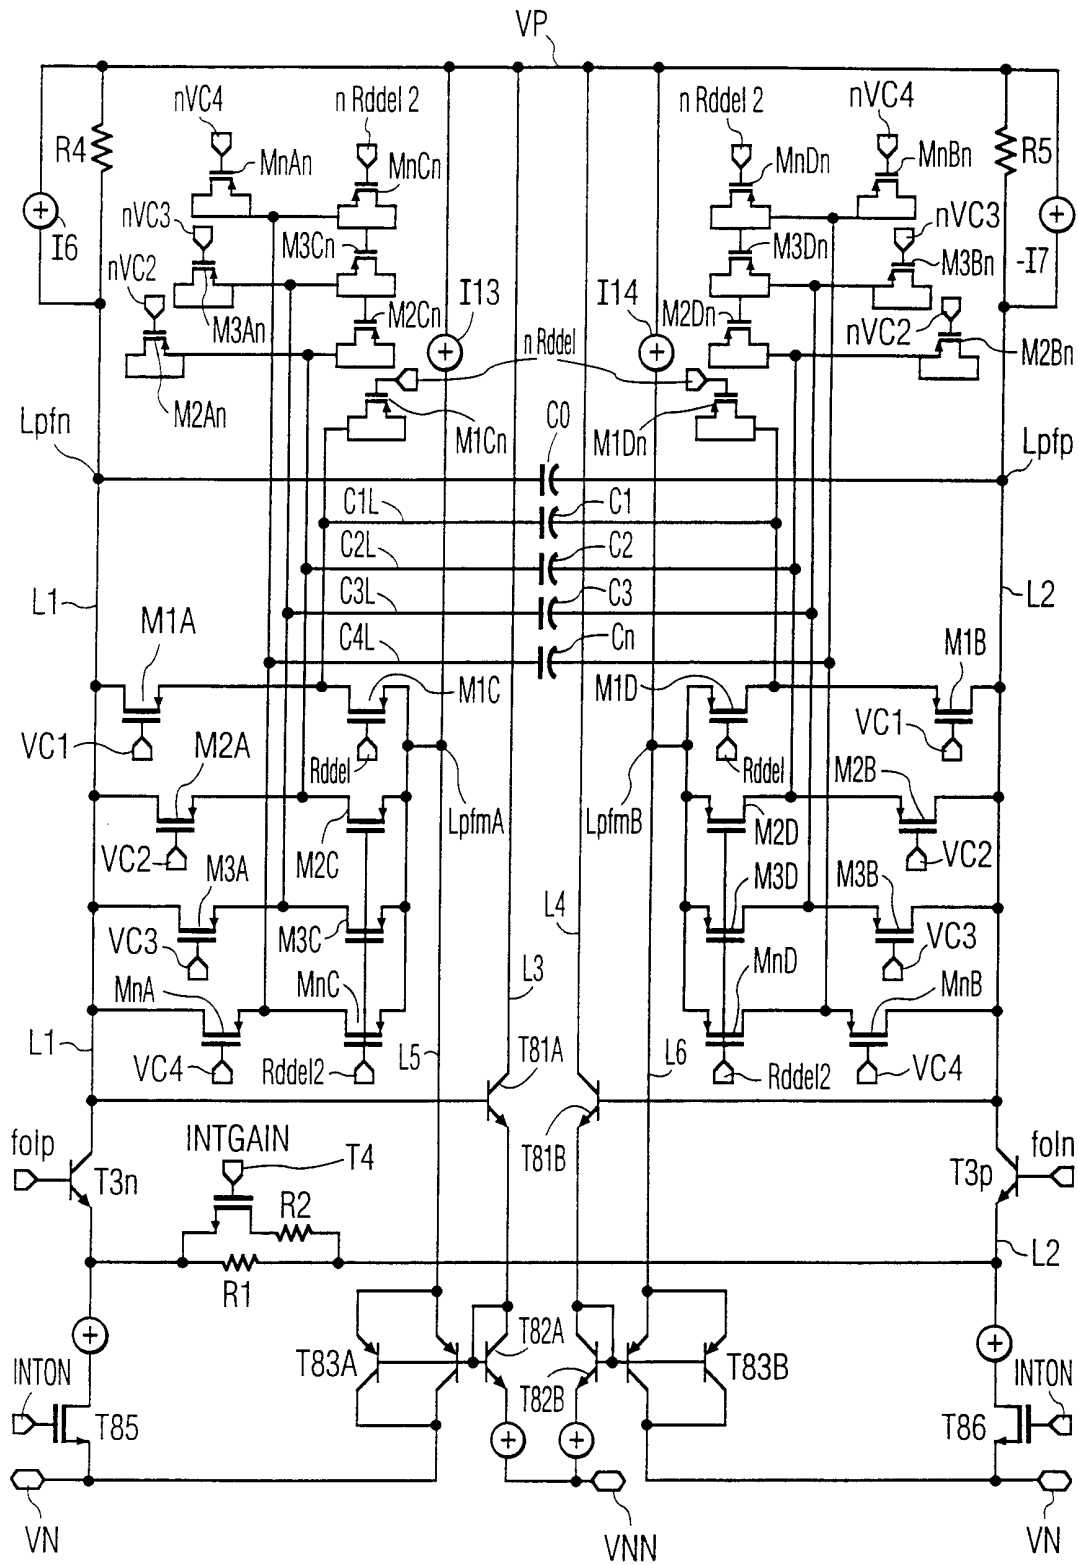 VP
nVC4
n Rddel 2
n Rddel 2
nVC4
R4
MnAn
MnCn
MnDn
MnBn
R5
nVC3
nVC3
I6
M3Cn
M3Dn
M3Bn
-I7
nVC2
M3An
I13
I14
M2Cn
M2Dn
nVC2
M2Bn
n Rddel
M2An
M1Cn
C0
M1Dn
Lpfn
Lpfp
C1L
C1
C2L
C2
L1
C3L
C3
L2
M1A
C4L
Cn
M1B
M1C
M1D
VC1
M2A
Rddel
Rddel
VC1
M2B
LpfmA
LpfmB
VC2
M2C
M2D
VC2
M3A
M3D
M3B
L4
VC3
M3C
VC3
MnA
MnC
L3
MnD
MnB
L1
L5
T81A
L6
VC4
Rddel2
Rddel2
VC4
foIp
INTGAIN
T4
T81B
foIn
T3n
T3p
R2
L2
R1
T82A
T83A
T83B
INTON
T82B
INTON
T85
T86
VN
VNN
VN